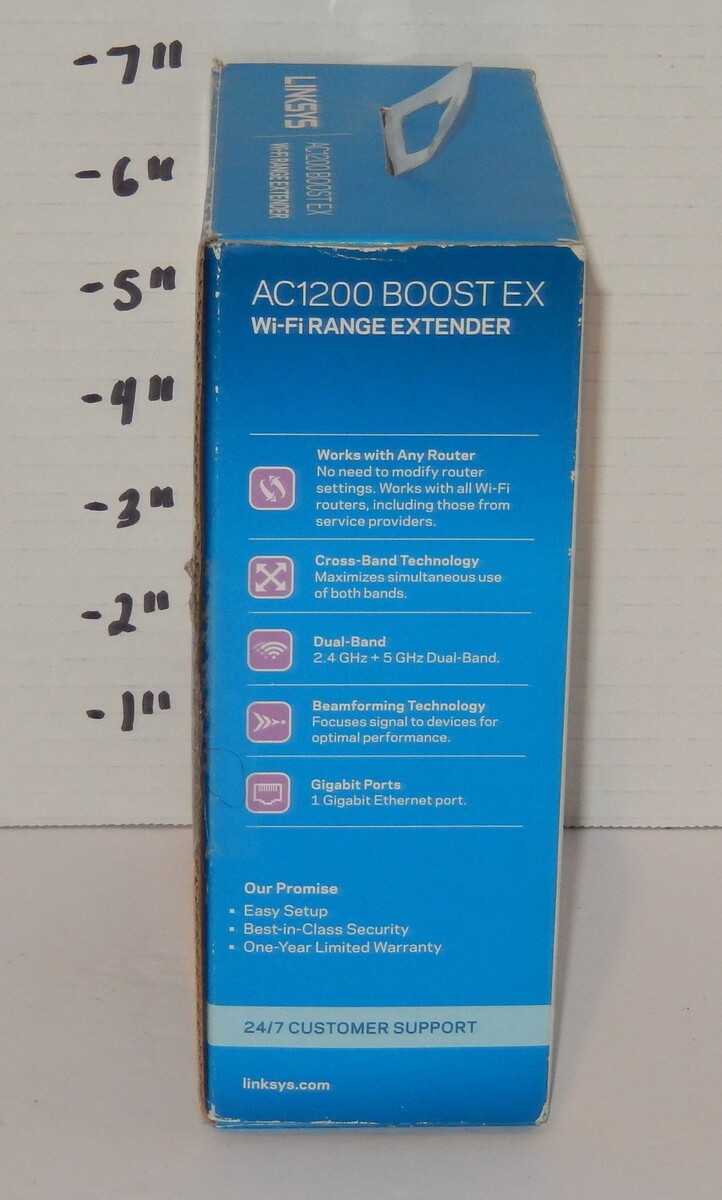 -7"
-6"
-5"
-4"
-3"
-2"
-1"
LINKSYS
AC1200 BOOST EX
Wi-Fi RANGE EXTENDER
AC1200 BOOST EX
Wi-Fi RANGE EXTENDER
Works with Any Router
No need to modify router
settings. Works with all Wi-Fi
routers, including those from
service providers.
Cross-Band Technology
Maximizes simultaneous use
of both bands.
Dual-Band
2.4 GHz + 5 GHz Dual-Band.
Beamforming Technology
Focuses signal to devices for
optimal performance.
Gigabit Ports
1 Gigabit Ethernet port.
Our Promise
▪ Easy Setup
▪ Best-in-Class Security
▪ One-Year Limited Warranty
24/7 CUSTOMER SUPPORT
linksys.com